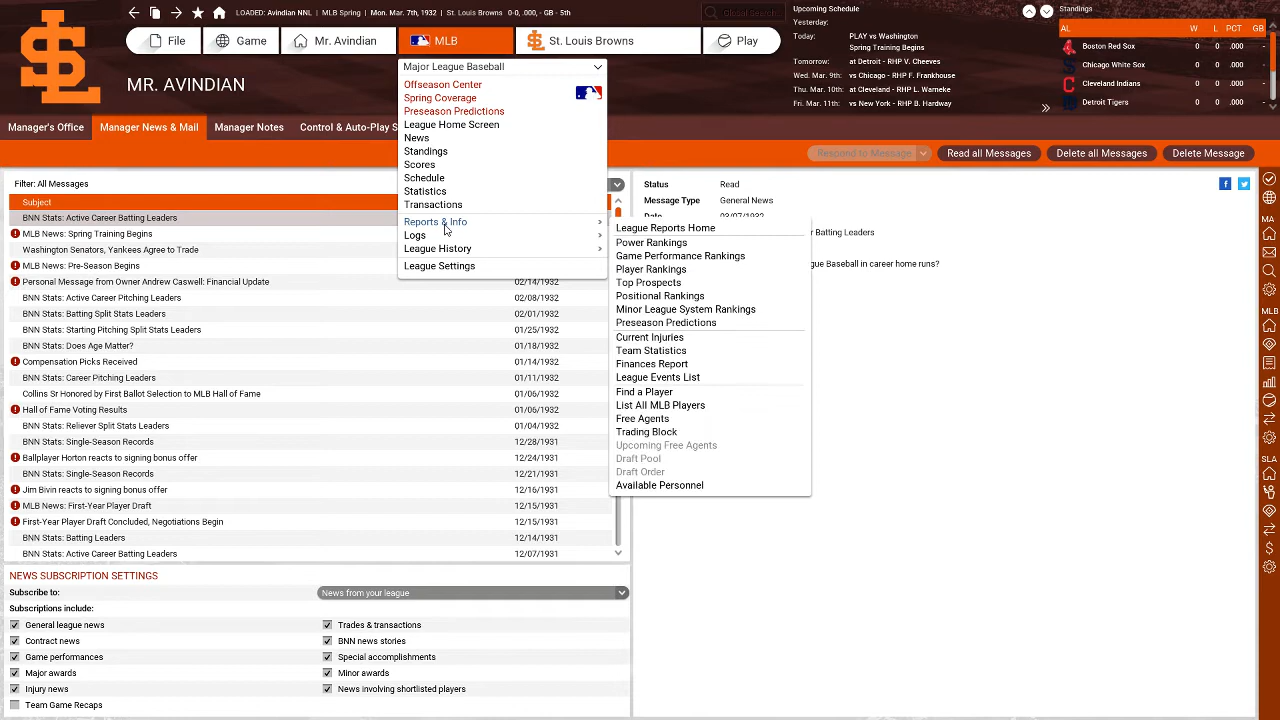 LOADED: Avindian NNL | MLB Spring | Mon. Mar. 7th, 1932 | St. Louis Browns 0-0, .000, - GB - 5th
Global Search
File
Game
Mr. Avindian
MLB
St. Louis Browns
Play
Upcoming Schedule
Yesterday:
Today: PLAY vs Washington
Spring Training Begins
Tomorrow: at Detroit - RHP V. Cheeves
Wed. Mar. 9th: vs Chicago - RHP F. Frankhouse
Thu. Mar. 10th: at Cleveland - RHP L. Warneke
Fri. Mar. 11th: vs New York - RHP B. Hardway
Standings
AL W L PCT GB
Boston Red Sox 0 0 .000 -
Chicago White Sox 0 0 .000 -
Cleveland Indians 0 0 .000 -
Detroit Tigers 0 0 .000 -
SL
MR. AVINDIAN
Manager's Office
Manager News & Mail
Manager Notes
Control & Auto-Play S
Respond to Message
Read all Messages
Delete all Messages
Delete Message
Major League Baseball
Offseason Center
Spring Coverage
Preseason Predictions
League Home Screen
News
Standings
Scores
Schedule
Statistics
Transactions
Reports & Info
Logs
League History
League Settings
League Reports Home
Power Rankings
Game Performance Rankings
Player Rankings
Top Prospects
Positional Rankings
Minor League System Rankings
Preseason Predictions
Current Injuries
Team Statistics
Finances Report
League Events List
Find a Player
List All MLB Players
Free Agents
Trading Block
Upcoming Free Agents
Draft Pool
Draft Order
Available Personnel
Filter: All Messages
Subject
BNN Stats: Active Career Batting Leaders
MLB News: Spring Training Begins
Washington Senators, Yankees Agree to Trade
MLB News: Pre-Season Begins
Personal Message from Owner Andrew Caswell: Financial Update 02/14/1932
BNN Stats: Active Career Pitching Leaders 02/08/1932
BNN Stats: Batting Split Stats Leaders 02/01/1932
BNN Stats: Starting Pitching Split Stats Leaders 01/25/1932
BNN Stats: Does Age Matter? 01/18/1932
Compensation Picks Received 01/14/1932
BNN Stats: Career Pitching Leaders 01/11/1932
Collins Sr Honored by First Ballot Selection to MLB Hall of Fame 01/06/1932
Hall of Fame Voting Results 01/06/1932
BNN Stats: Reliever Split Stats Leaders 01/04/1932
BNN Stats: Single-Season Records 12/28/1931
Ballplayer Horton reacts to signing bonus offer 12/24/1931
BNN Stats: Single-Season Records 12/21/1931
Jim Bivin reacts to signing bonus offer 12/16/1931
MLB News: First-Year Player Draft 12/15/1931
First-Year Player Draft Concluded, Negotiations Begin 12/15/1931
BNN Stats: Batting Leaders 12/14/1931
BNN Stats: Active Career Batting Leaders 12/07/1931
Status Read
Message Type General News
Date 03/07/1932
r Batting Leaders
gue Baseball in career home runs?
NEWS SUBSCRIPTION SETTINGS
Subscribe to: News from your league
Subscriptions include:
General league news
Trades & transactions
Contract news
BNN news stories
Game performances
Special accomplishments
Major awards
Minor awards
Injury news
News involving shortlisted players
Team Game Recaps
MA
MLB
SLA